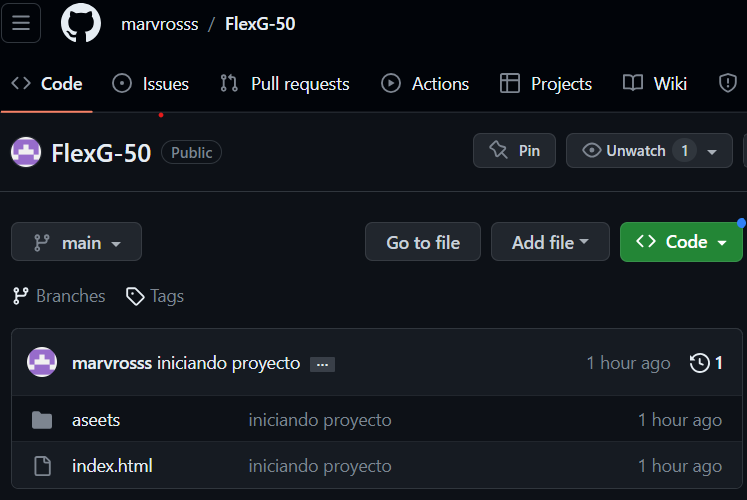 marvrosss / FlexG-50
Code Issues Pull requests Actions Projects Wiki
FlexG-50 Public Pin Unwatch 1
main Go to file Add file Code
Branches Tags
marvrosss iniciando proyecto ... 1 hour ago 1
aseets iniciando proyecto 1 hour ago
index.html iniciando proyecto 1 hour ago